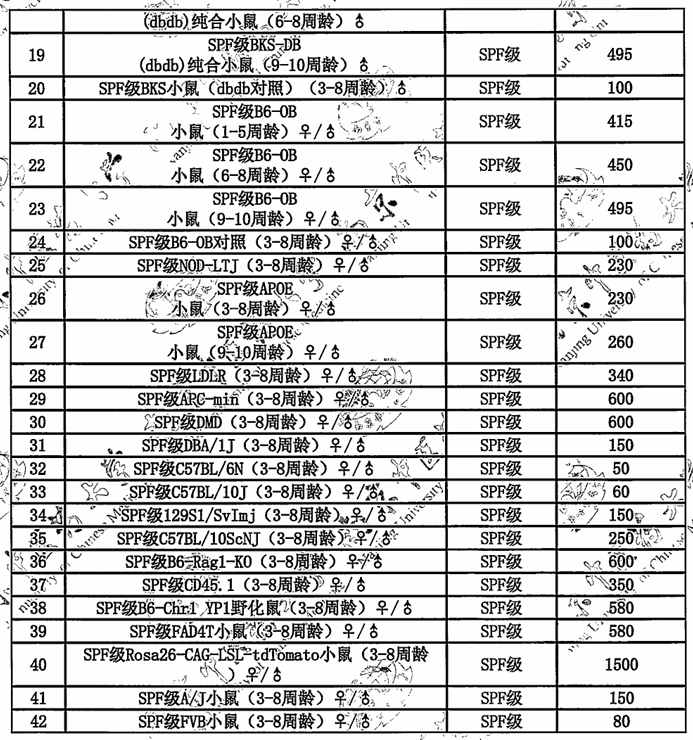 (dbdb)纯合小鼠（6-8周龄）♂
19 SPF级BKS-DB
(dbdb)纯合小鼠（9-10周龄）♂ SPF级 495
20 SPF级BKS小鼠（dbdb对照）（3-8周龄）♂ SPF级 100
21 SPF级B6-OB
小鼠（1-5周龄）♀/♂ SPF级 415
22 SPF级B6-OB
小鼠（6-8周龄）♀/♂ SPF级 450
23 SPF级B6-OB
小鼠（9-10周龄）♀/♂ SPF级 495
24 SPF级B6-OB对照（3-8周龄）♀/♂ SPF级 100
25 SPF级NOD-LTJ（3-8周龄）♀/♂ SPF级 230
26 SPF级APOE
小鼠（3-8周龄）♀/♂ SPF级 230
27 SPF级APOE
小鼠（9-10周龄）♀/♂ SPF级 260
28 SPF级LDLR（3-8周龄）♀/♂ SPF级 340
29 SPF级APC-min（3-8周龄）♀/♂ SPF级 600
30 SPF级DMD（3-8周龄）♀/♂ SPF级 600
31 SPF级DBA/1J（3-8周龄）♀/♂ SPF级 150
32 SPF级C57BL/6N（3-8周龄）♀/♂ SPF级 50
33 SPF级C57BL/10J（3-8周龄）♀/♂ SPF级 60
34 SPF级129S1/SvImj（3-8周龄）♀/♂ SPF级 150
35 SPF级C57BL/10ScNJ（3-8周龄）♀/♂ SPF级 250
36 SPF级B6-Rag1-KO（3-8周龄）♀/♂ SPF级 600
37 SPF级CD45.1（3-8周龄）♀/♂ SPF级 350
38 SPF级B6-Chr1 YP1野化鼠（3-8周龄）♀/♂ SPF级 580
39 SPF级FAD4T小鼠（3-8周龄）♀/♂ SPF级 580
40 SPF级Rosa26-CAG-LSL-tdTomato小鼠（3-8周龄
）♀/♂ SPF级 1500
41 SPF级A/J小鼠（3-8周龄）♀/♂ SPF级 150
42 SPF级FVB小鼠（3-8周龄）♀/♂ SPF级 80